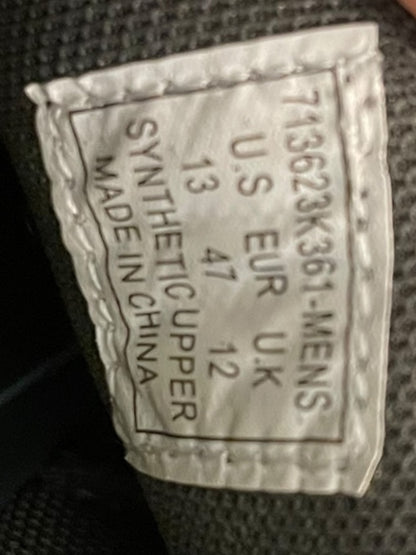 713623K361-MENS
U.S EUR U.K
13 47 12
SYNTHETIC UPPER
MADE IN CHINA